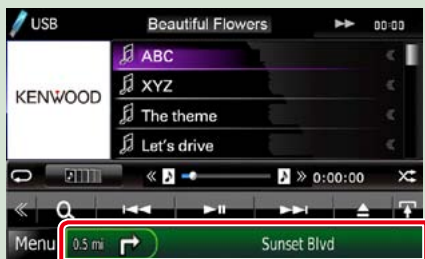 USB Beautiful Flowers 00:00
ABC
XYZ
KENWOOD
The theme
Let's drive
0:00:00
Menu 0.5 mi Sunset Blvd